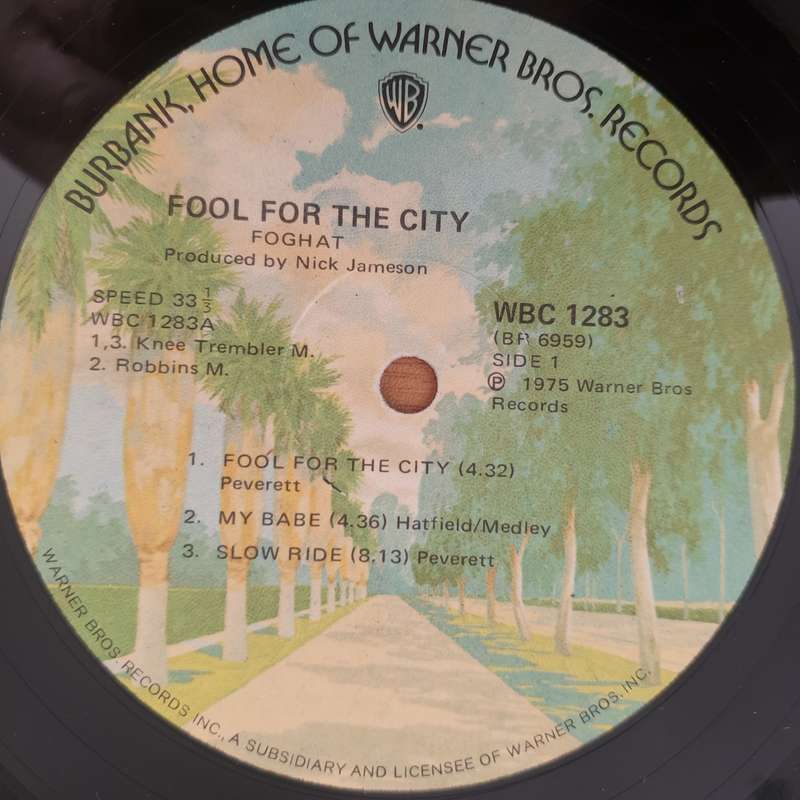 BURBANK, HOME OF WARNER BROS. RECORDS
WB
FOOL FOR THE CITY
FOGHAT
Produced by Nick Jameson
SPEED 33 1/3
WBC 1283A
1,3. Knee Trembler M.
2. Robbins M.
WBC 1283
(BR 6959)
SIDE 1
Ⓟ 1975 Warner Bros
Records
1. FOOL FOR THE CITY (4.32)
Peverett
2. MY BABE (4.36) Hatfield/Medley
3. SLOW RIDE (8.13) Peverett
WARNER BROS. RECORDS INC., A SUBSIDIARY AND LICENSEE OF WARNER BROS. INC.